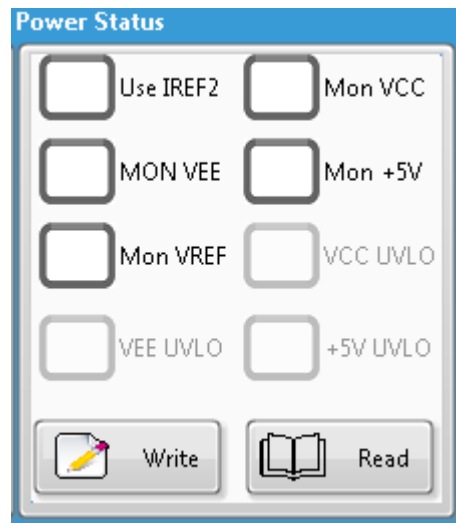 Power Status
Use IREF2 Mon VCC
MON VEE Mon +5V
Mon VREF VCC UVLO
VEE UVLO +5V UVLO
Write Read